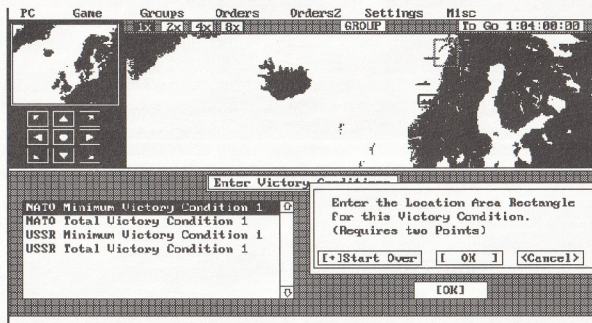 PC Game Groups Orders Orders2 Settings Misc
1x 2x 4x 8x GROUP To Go 1:04:00:00
Enter Victory Conditions
NATO Minimum Victory Condition 1
NATO Total Victory Condition 1
USSR Minimum Victory Condition 1
USSR Total Victory Condition 1
Enter the Location Area Rectangle
for this Victory Condition.
(Requires two Points)
[+]Start Over [ OK ] <Cancel>
[OK]